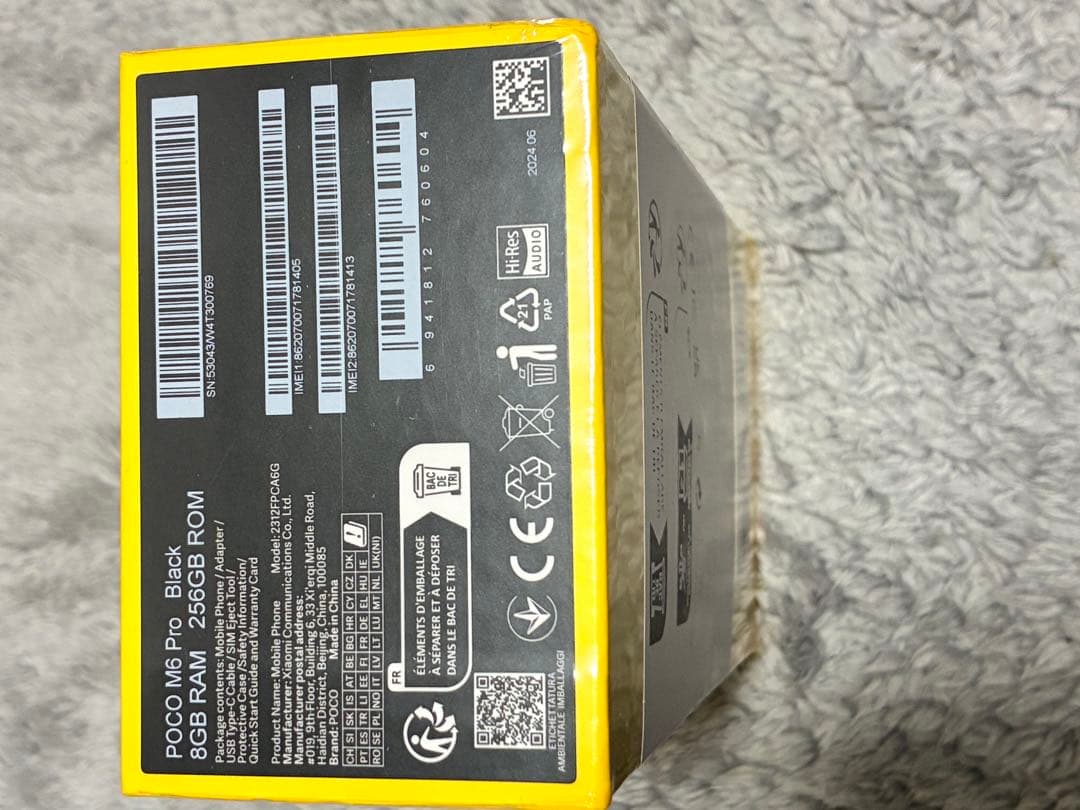 POCO M6 Pro Black
8GB RAM 256GB ROM
Package contents: Mobile Phone / Adapter /
USB Type-C Cable / SIM Eject Tool /
Protective Case /Safety Information/
Quick Start Guide and Warranty Card
Product Name: Mobile Phone Model: 2312FPCA6G
Manufacturer: Xiaomi Communications Co., Ltd.
Manufacturer postal address:
#019, 9th Floor, Building 6, 33 Xi'erqi Middle Road,
Haidian District, Beijing, China, 100085
Brand: POCO Made in China
CH SI SK IS AT BE BG HR CY CZ DK
PT ES TR LI EE FI FR DE EL HU IE
RO SE PL NO IT LV LT LU MT NL UK(NI)
SN:53043/W4T300769
IMEI1:862070071781405
IMEI2:862070071781413
6 941812 760604
FR
ÉLÉMENTS D'EMBALLAGE
À SÉPARER ET À DÉPOSER
DANS LE BAC DE TRI
BAC
DE
TRI
CE
21
PAP
Hi-Res
AUDIO
2024.06
ETICHETTATURA
AMBIENTALE IMBALLAGGI